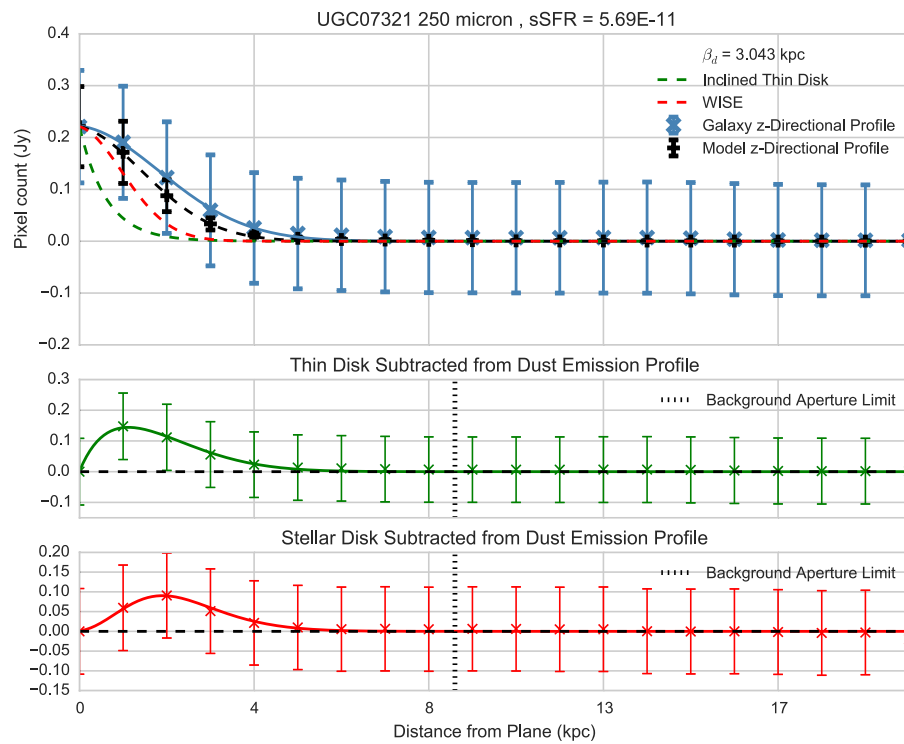 UGC07321 250 micron , sSFR = 5.69E-11
0.4
0.3
0.2
0.1
0.0
−0.1
−0.2
Pixel count (Jy)
β_d = 3.043 kpc
Inclined Thin Disk
WISE
Galaxy z-Directional Profile
Model z-Directional Profile
Thin Disk Subtracted from Dust Emission Profile
0.3
0.2
0.1
0.0
−0.1
Background Aperture Limit
Stellar Disk Subtracted from Dust Emission Profile
0.20
0.15
0.10
0.05
0.00
−0.05
−0.10
−0.15
Background Aperture Limit
0 4 8 13 17
Distance from Plane (kpc)